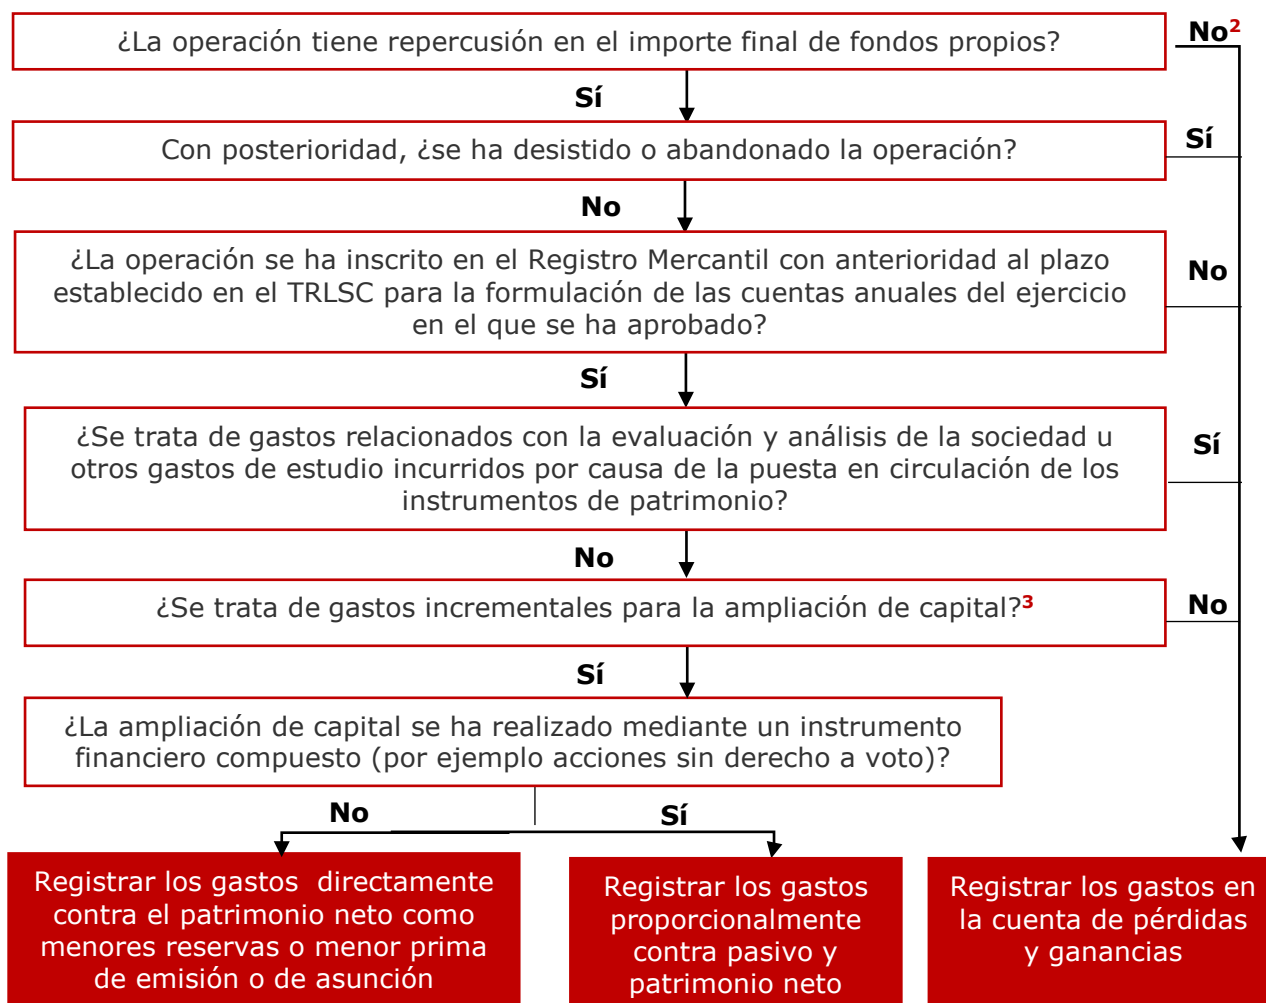 ¿La operación tiene repercusión en el importe final de fondos propios?
No²
Sí
Con posterioridad, ¿se ha desistido o abandonado la operación?
Sí
No
¿La operación se ha inscrito en el Registro Mercantil con anterioridad al plazo
establecido en el TRLSC para la formulación de las cuentas anuales del ejercicio
en el que se ha aprobado?
No
Sí
¿Se trata de gastos relacionados con la evaluación y análisis de la sociedad u
otros gastos de estudio incurridos por causa de la puesta en circulación de los
instrumentos de patrimonio?
Sí
No
¿Se trata de gastos incrementales para la ampliación de capital?³
No
Sí
¿La ampliación de capital se ha realizado mediante un instrumento
financiero compuesto (por ejemplo acciones sin derecho a voto)?
No
Sí
Registrar los gastos directamente
contra el patrimonio neto como
menores reservas o menor prima
de emisión o de asunción
Registrar los gastos
proporcionalmente
contra pasivo y
patrimonio neto
Registrar los gastos en
la cuenta de pérdidas
y ganancias